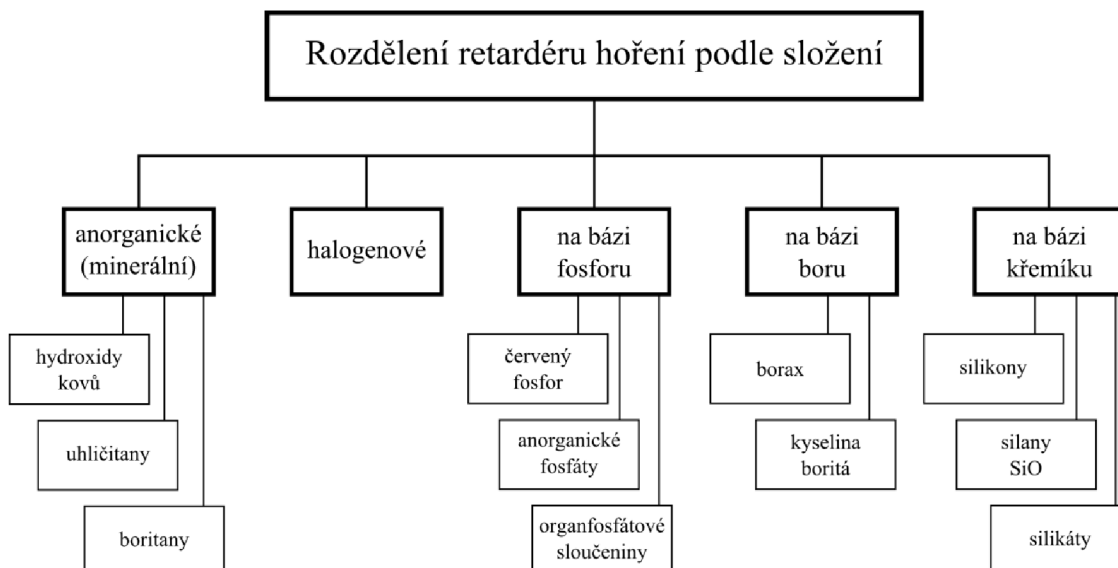 Rozdělení retardéru hoření podle složení
anorganické
(minerální)
halogenové
na bázi
fosforu
na bázi
boru
na bázi
křemíku
hydroxidy
kovů
uhličitany
boritany
červený
fosfor
anorganické
fosfáty
organfosfátové
sloučeniny
borax
kyselina
boritá
silikony
silany
SiO
silikáty